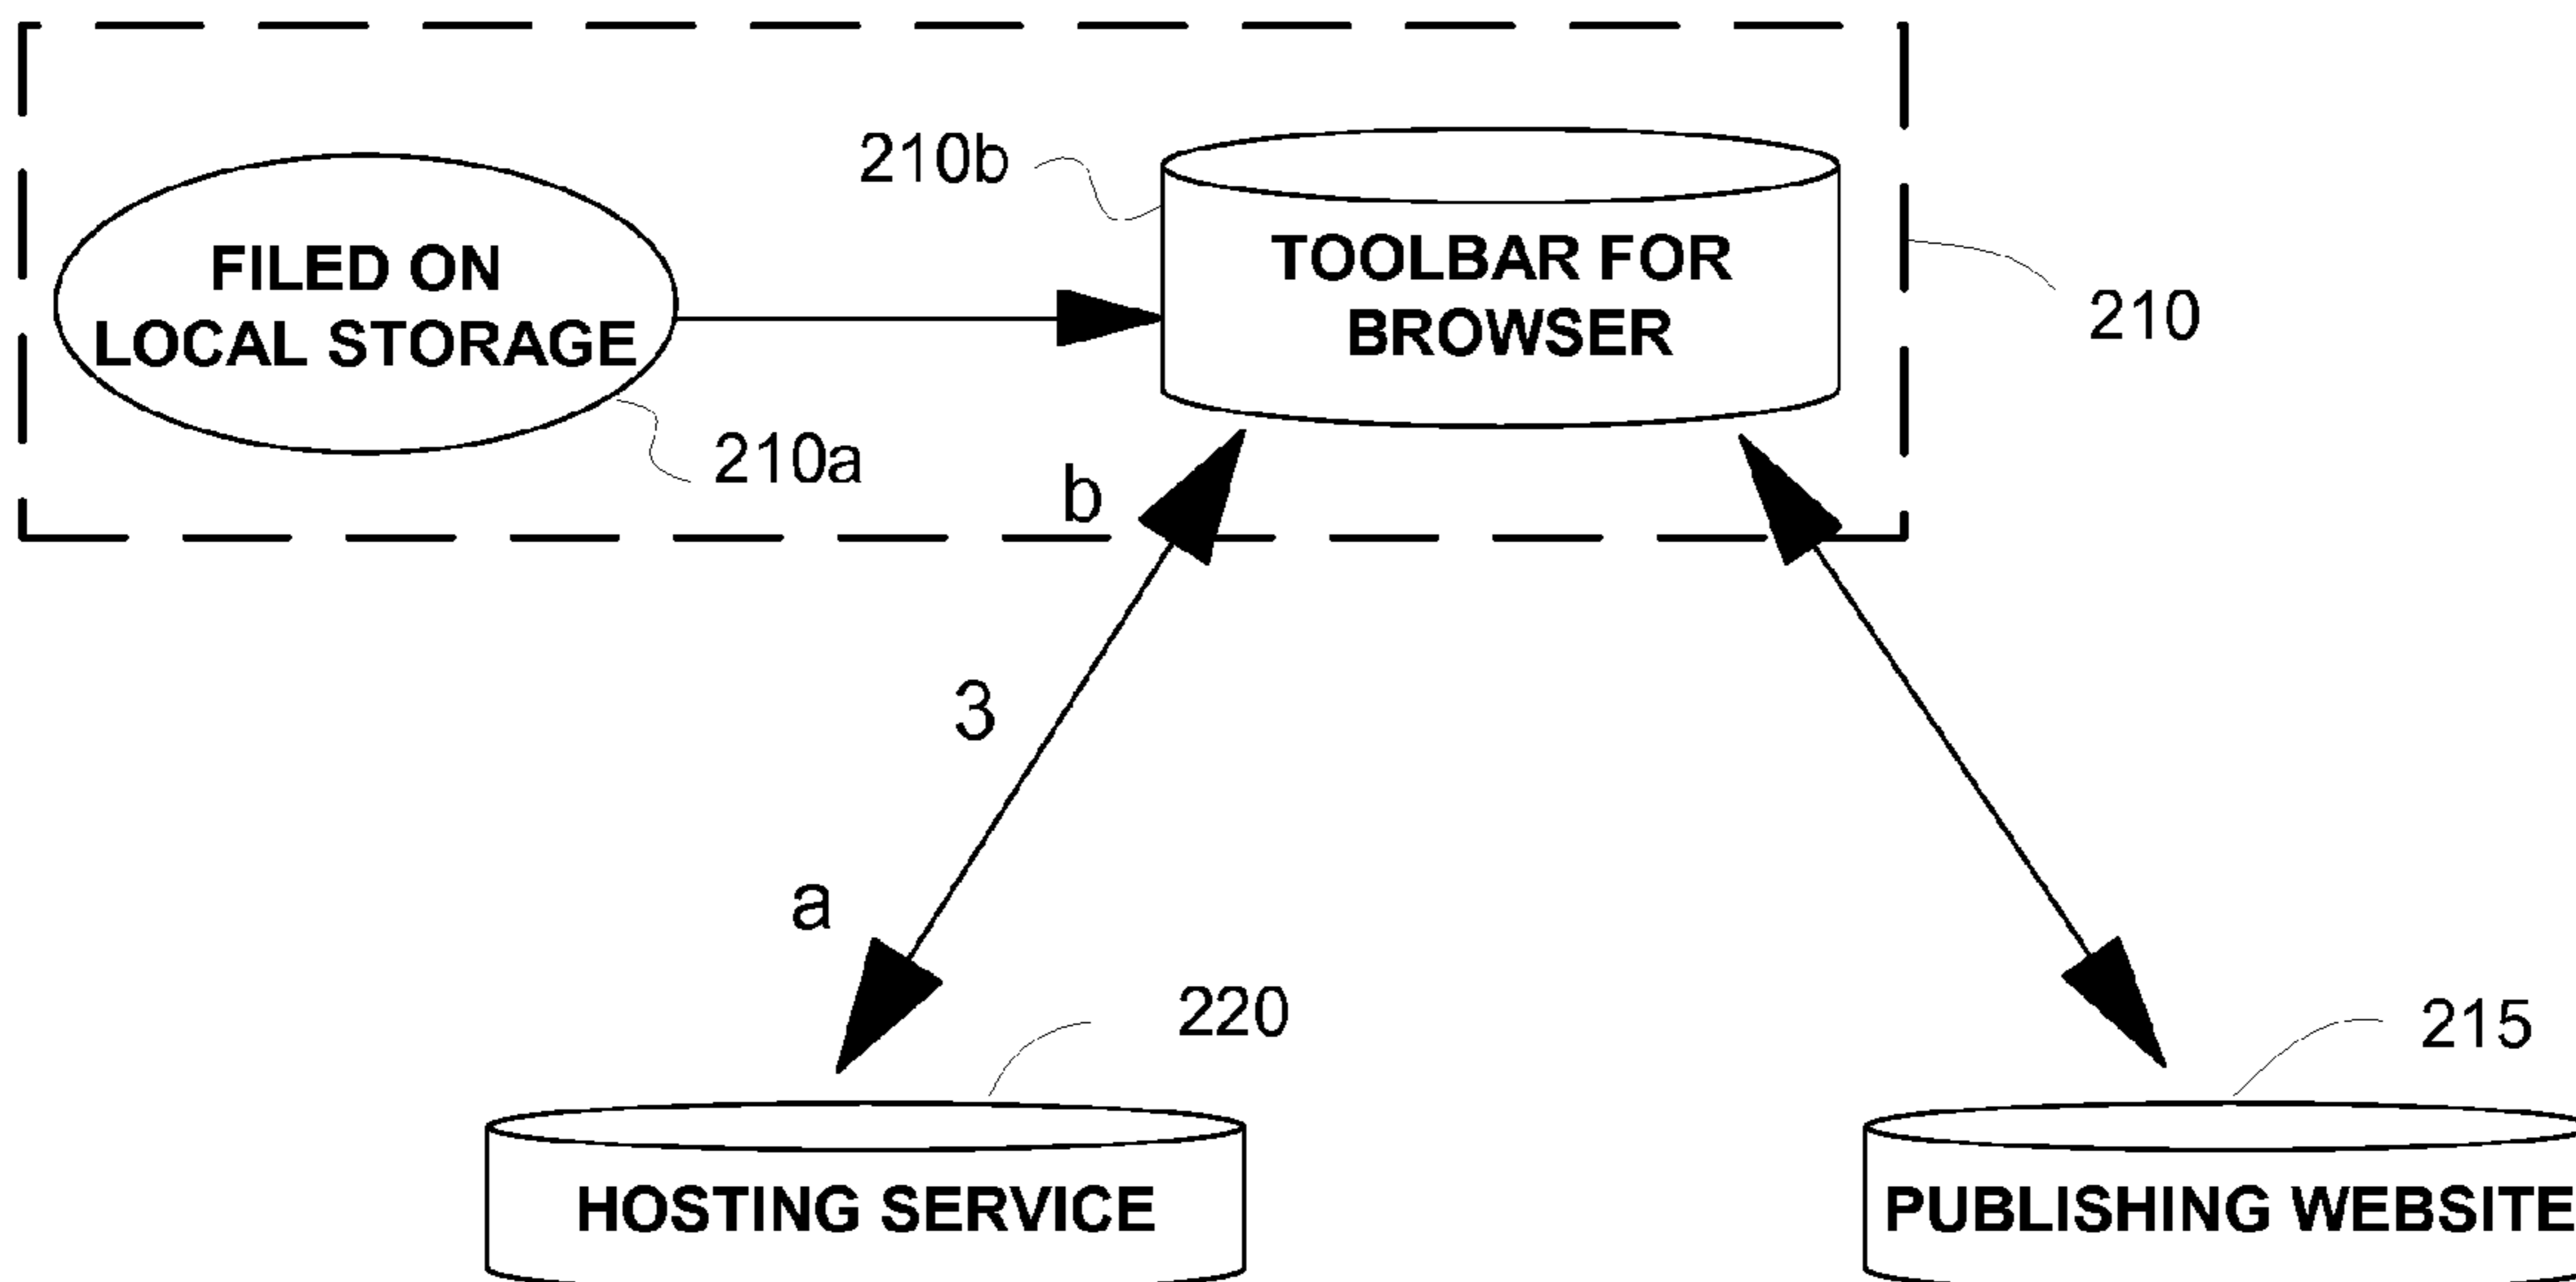 210b
TOOLBAR FOR
BROWSER
FILED ON
LOCAL STORAGE
210
210a
b
3
a
220
215
HOSTING SERVICE
PUBLISHING WEBSITE